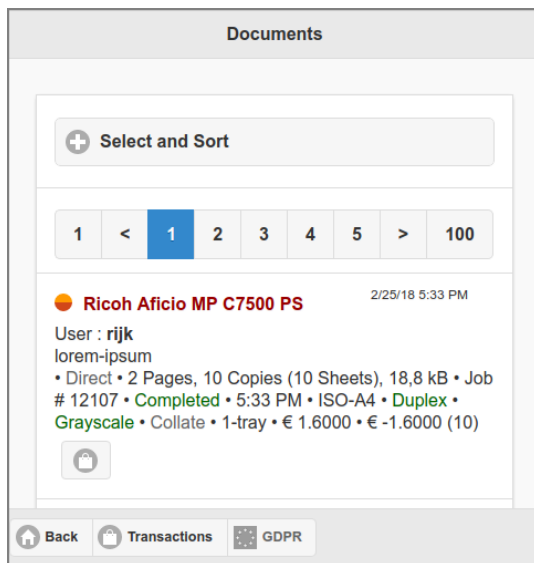 Documents
Select and Sort
1 < 1 2 3 4 5 > 100
Ricoh Aficio MP C7500 PS 2/25/18 5:33 PM
User : rijk
lorem-ipsum
• Direct • 2 Pages, 10 Copies (10 Sheets), 18,8 kB • Job
# 12107 • Completed • 5:33 PM • ISO-A4 • Duplex •
Grayscale • Collate • 1-tray • € 1.6000 • € -1.6000 (10)
Back Transactions GDPR